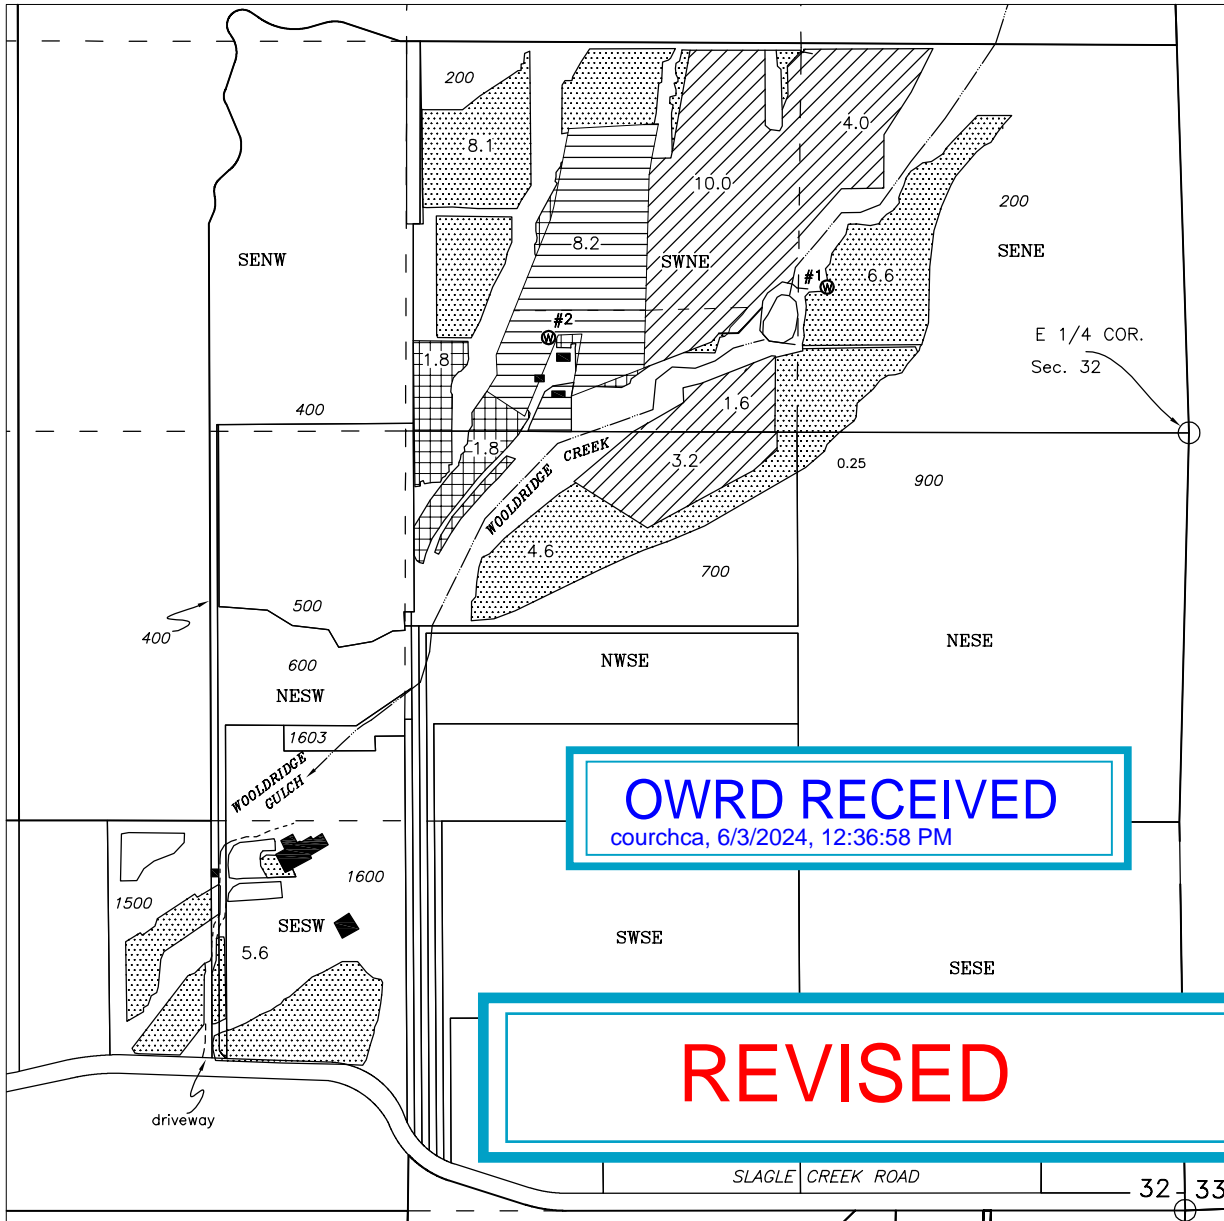 200
8.1
4.0
10.0
200
8.2
SENW
SWNE
SENE
#1
W
6.6
#2
W
E 1/4 COR.
Sec. 32
1.8
400
1.6
1.8
WOOLDRIDGE CREEK
3.2
0.25
900
4.6
700
500
400
600
NWSE
NESE
NESW
1603
WOOLDRIDGE
GULCH
OWRD RECEIVED
courchca, 6/3/2024, 12:36:58 PM
1600
1500
SESW
5.6
SWSE
SESE
REVISED
driveway
SLAGLE CREEK ROAD
32 33